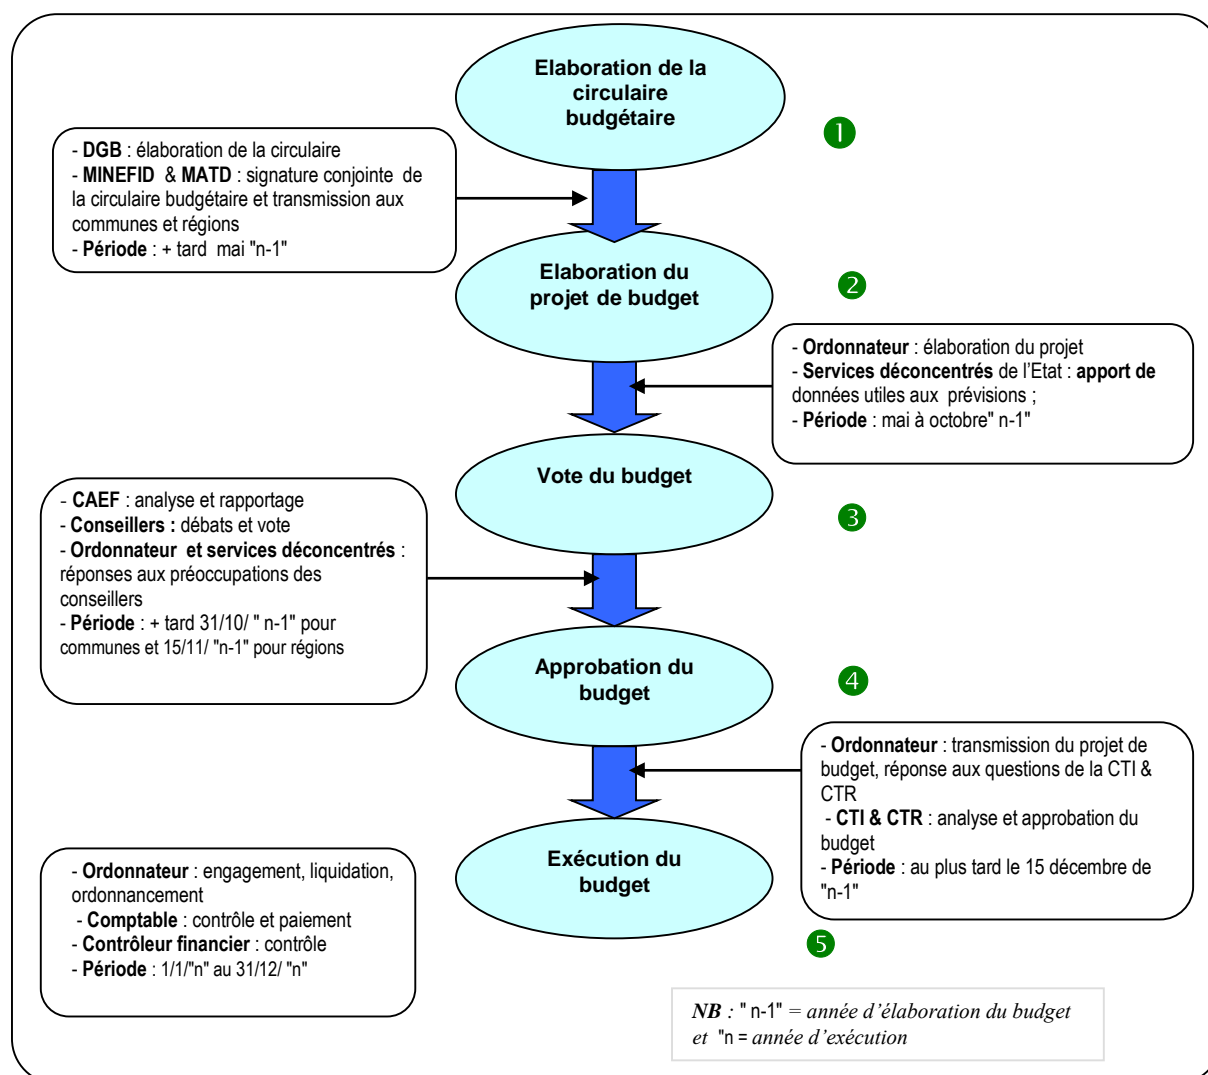 Elaboration de la
circulaire
budgétaire
❶
- DGB : élaboration de la circulaire
- MINEFID & MATD : signature conjointe de
la circulaire budgétaire et transmission aux
communes et régions
- Période : + tard mai "n-1"
Elaboration du
projet de budget
❷
- Ordonnateur : élaboration du projet
- Services déconcentrés de l’Etat : apport de
données utiles aux prévisions ;
- Période : mai à octobre" n-1"
Vote du budget
❸
- CAEF : analyse et rapportage
- Conseillers : débats et vote
- Ordonnateur et services déconcentrés :
réponses aux préoccupations des
conseillers
- Période : + tard 31/10/ " n-1" pour
communes et 15/11/ "n-1" pour régions
Approbation du
budget
❹
- Ordonnateur : transmission du projet de
budget, réponse aux questions de la CTI &
CTR
- CTI & CTR : analyse et approbation du
budget
- Période : au plus tard le 15 décembre de
"n-1"
Exécution du
budget
❺
- Ordonnateur : engagement, liquidation,
ordonnancement
- Comptable : contrôle et paiement
- Contrôleur financier : contrôle
- Période : 1/1/"n" au 31/12/ "n"
NB : " n-1" = année d’élaboration du budget
et "n = année d’exécution